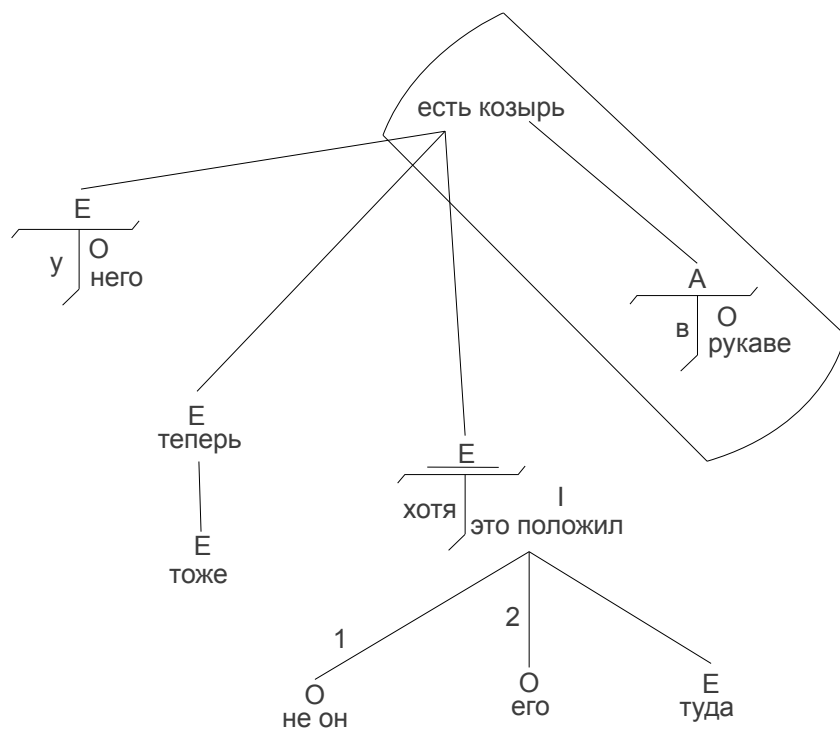 есть козырь
Е
у
О
него
А
в
О
рукаве
Е
теперь
Е
тоже
Е
хотя
I
это положил
1
2
О
не он
О
его
Е
туда